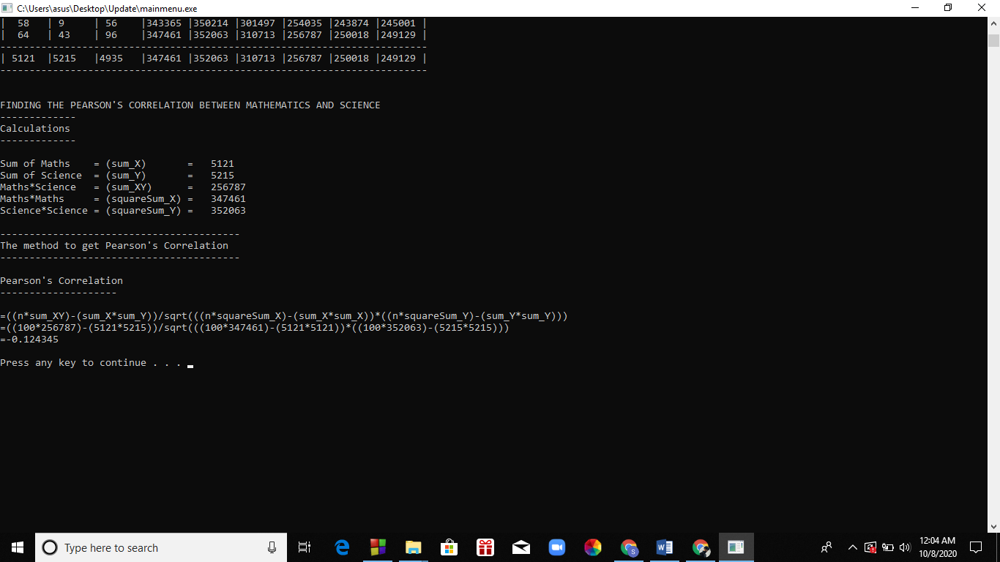 C:\Users\asus\Desktop\Update\mainmenu.exe
|  58   | 9     | 56    |343365 |350214 |301497 |254035 |243874 |245001 |
|  64   | 43    | 96    |347461 |352063 |310713 |256787 |250018 |249129 |
-------------------------------------------------------------------------
| 5121  |5215   |4935   |347461 |352063 |310713 |256787 |250018 |249129 |
-------------------------------------------------------------------------
FINDING THE PEARSON'S CORRELATION BETWEEN MATHEMATICS AND SCIENCE
-------------
Calculations
-------------
Sum of Maths    = (sum_X)       =   5121
Sum of Science  = (sum_Y)       =   5215
Maths*Science   = (sum_XY)      =   256787
Maths*Maths     = (squareSum_X) =   347461
Science*Science = (squareSum_Y) =   352063
-----------------------------------------
The method to get Pearson's Correlation
-----------------------------------------
Pearson's Correlation
--------------------
=((n*sum_XY)-(sum_X*sum_Y))/sqrt(((n*squareSum_X)-(sum_X*sum_X))*((n*squareSum_Y)-(sum_Y*sum_Y)))
=((100*256787)-(5121*5215))/sqrt(((100*347461)-(5121*5121))*((100*352063)-(5215*5215)))
=-0.124345
Press any key to continue . . .
Type here to search
12:04 AM
10/8/2020